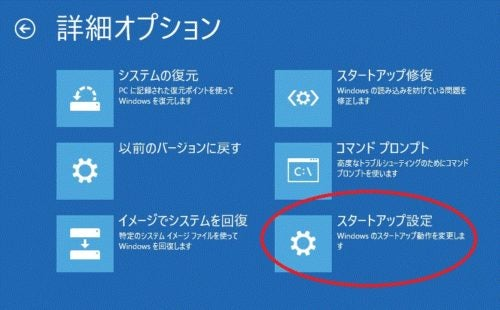 詳細オプション
システムの復元
PC に記録された復元ポイントを使って
Windows を復元します
スタートアップ修復
Windows の読み込みを妨げている問題を
修正します
以前のバージョンに戻す
コマンド プロンプト
高度なトラブルシューティングのためにコマンド
プロンプトを使います
C:\
イメージでシステムを回復
特定のシステム イメージ ファイルを使って
Windows を回復します
スタートアップ設定
Windows のスタートアップ動作を変更しま
す